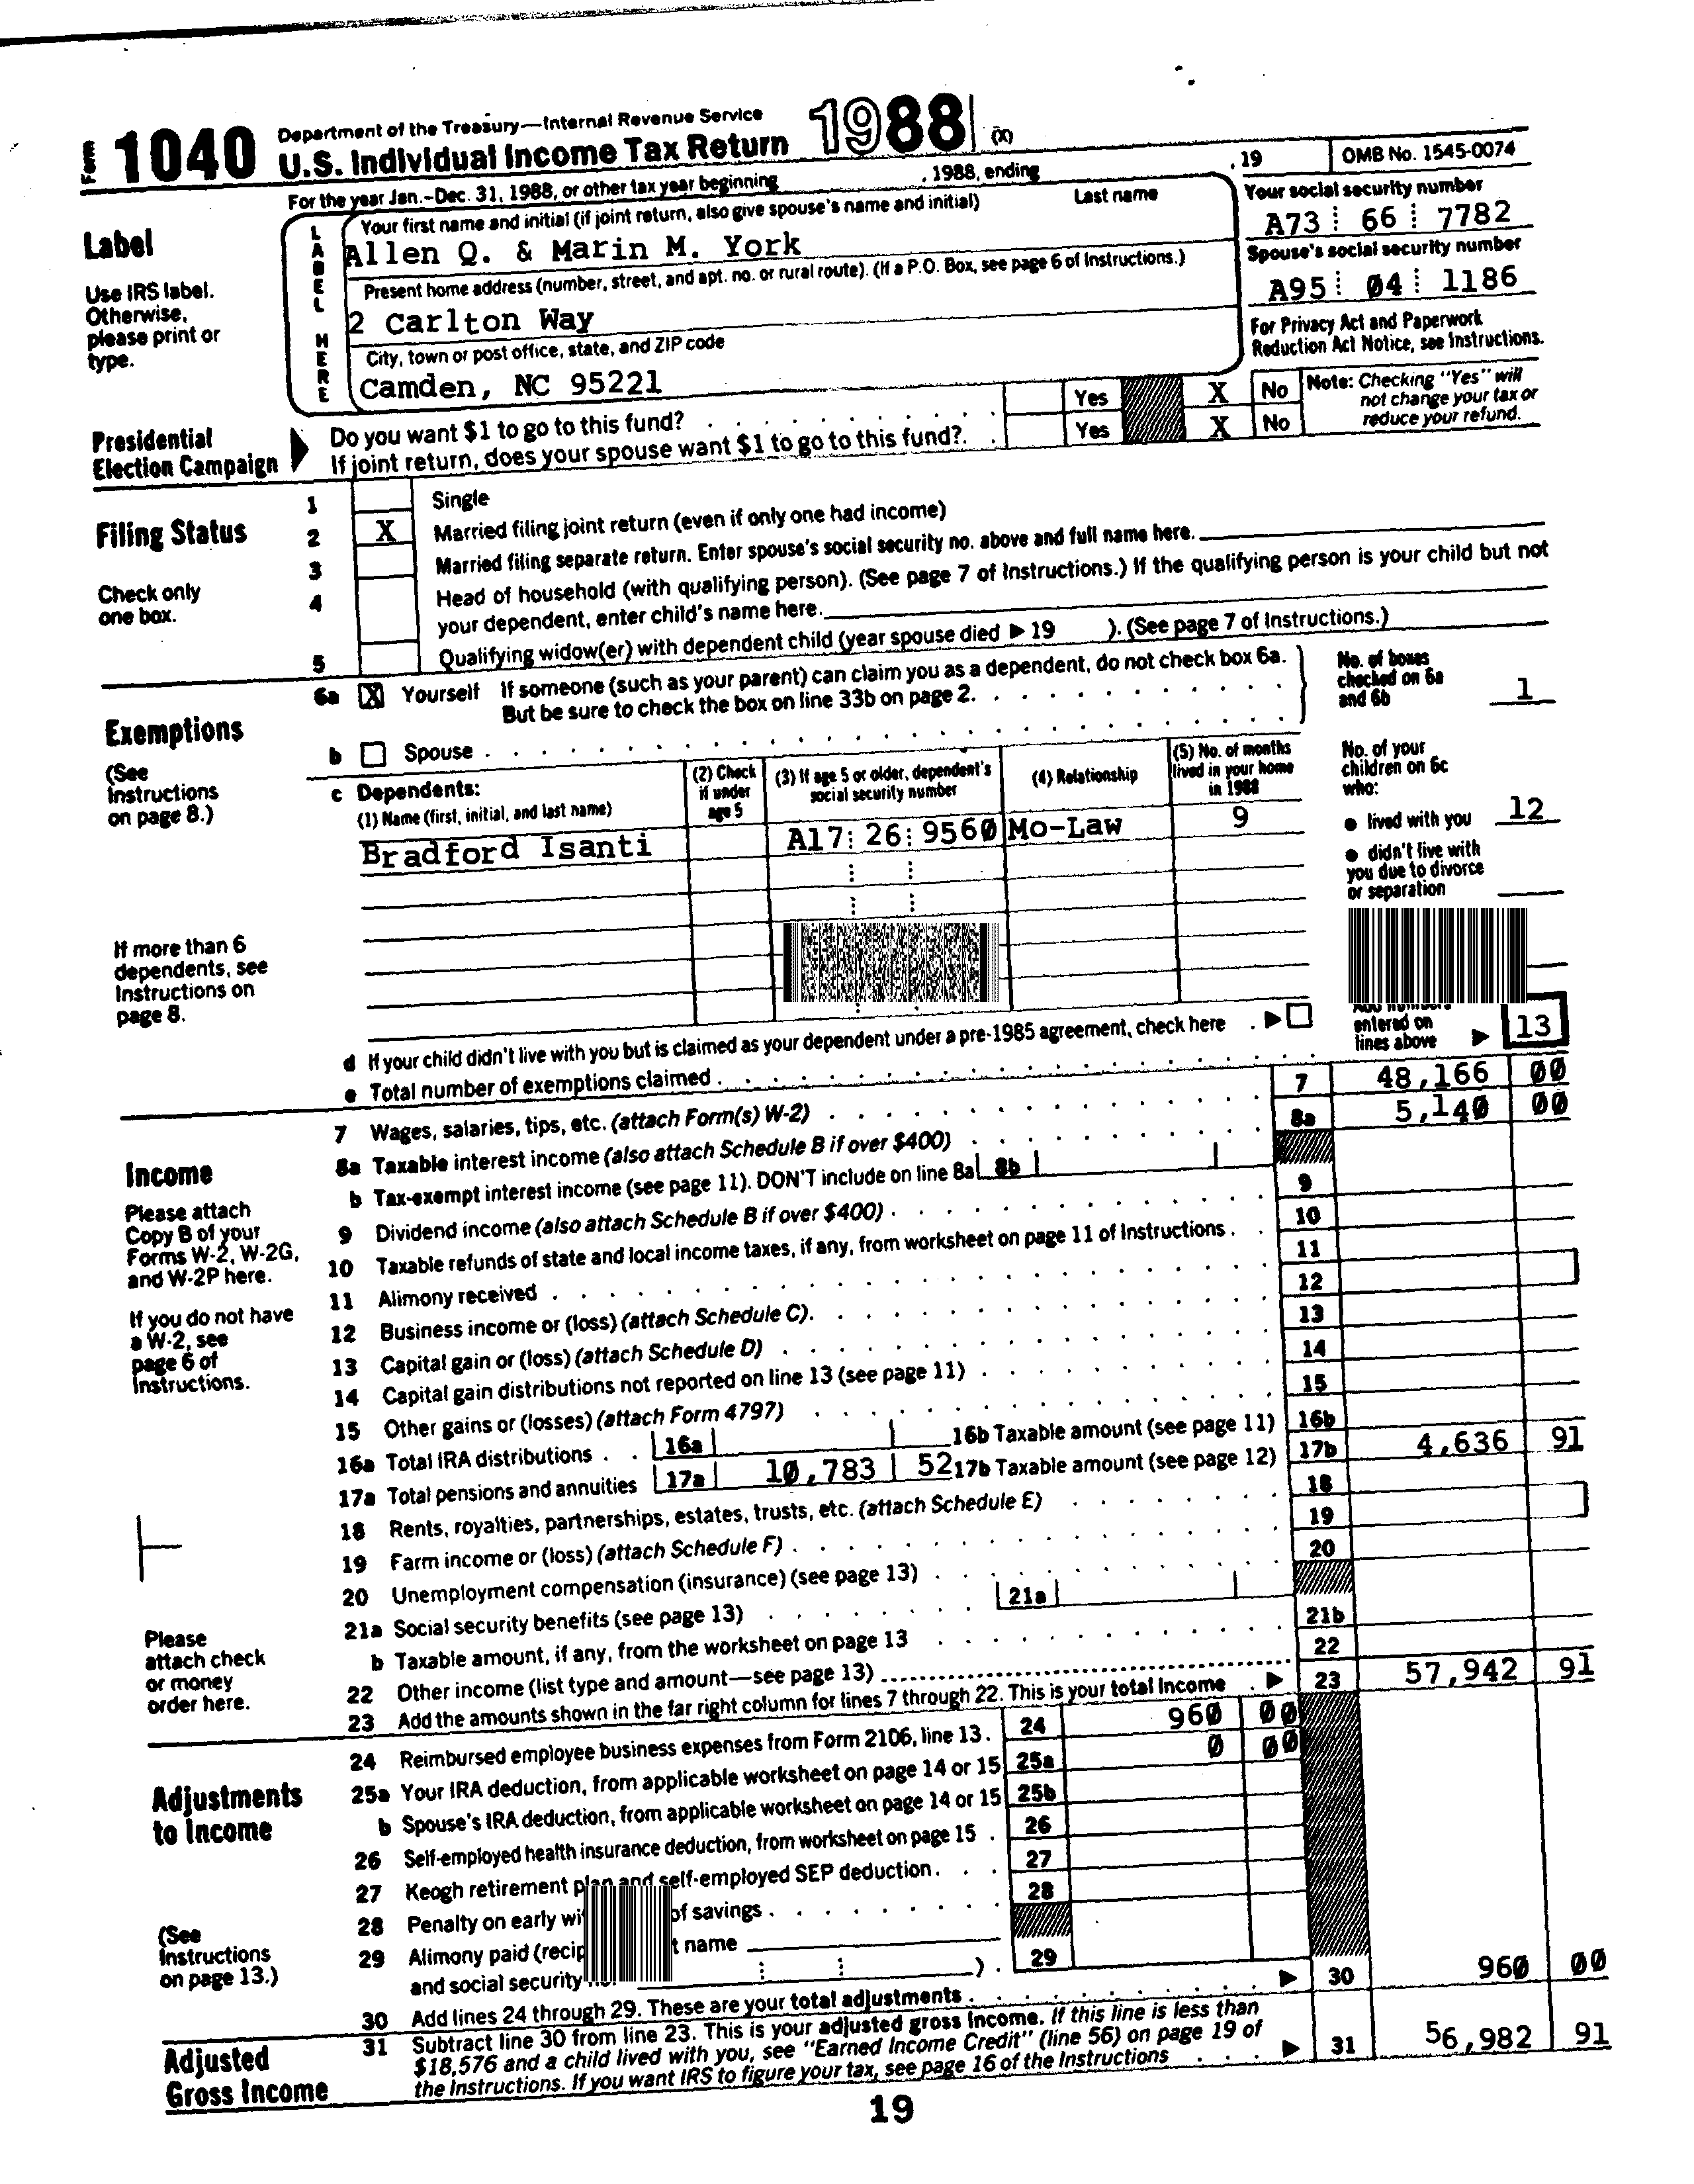 Form 1040 Department of the Treasury—Internal Revenue Service
U.S. Individual Income Tax Return 1988 (X)
For the year Jan.-Dec. 31, 1988, or other tax year beginning , 1988, ending , 19 OMB No. 1545-0074
Label
Use IRS label. Otherwise, please print or type.
LABEL HERE
Your first name and initial (if joint return, also give spouse's name and initial) Last name
Allen Q. & Marin M. York
Your social security number
A73 66 7782
Present home address (number, street, and apt. no. or rural route). (If a P.O. Box, see page 6 of Instructions.)
2 Carlton Way
Spouse's social security number
A95 04 1186
City, town or post office, state, and ZIP code
Camden, NC 95221
For Privacy Act and Paperwork Reduction Act Notice, see Instructions.
Presidential Election Campaign
Do you want $1 to go to this fund? Yes X No
If joint return, does your spouse want $1 to go to this fund?. Yes X No
Note: Checking "Yes" will not change your tax or reduce your refund.
Filing Status
Check only one box.
1 Single
2 X Married filing joint return (even if only one had income)
3 Married filing separate return. Enter spouse's social security no. above and full name here.
4 Head of household (with qualifying person). (See page 7 of Instructions.) If the qualifying person is your child but not
your dependent, enter child's name here.
5 Qualifying widow(er) with dependent child (year spouse died ▶ 19 ). (See page 7 of Instructions.)
Exemptions
(See Instructions on page 8.)
6a X Yourself If someone (such as your parent) can claim you as a dependent, do not check box 6a.
But be sure to check the box on line 33b on page 2.
b Spouse
No. of boxes checked on 6a and 6b 1
c Dependents:
(1) Name (first, initial, and last name)
(2) Check if under age 5
(3) If age 5 or older, dependent's social security number
(4) Relationship
(5) No. of months lived in your home in 1988
Bradford Isanti A17 26 9560 Mo-Law 9
No. of your children on 6c who:
● lived with you 12
● didn't live with you due to divorce or separation
If more than 6 dependents, see Instructions on page 8.
d If your child didn't live with you but is claimed as your dependent under a pre-1985 agreement, check here ▶
e Total number of exemptions claimed
entered on lines above ▶ 13
Income
Please attach Copy B of your Forms W-2, W-2G, and W-2P here.
If you do not have a W-2, see page 6 of Instructions.
Please attach check or money order here.
7 Wages, salaries, tips, etc. (attach Form(s) W-2) 7 48,166 00
8a Taxable interest income (also attach Schedule B if over $400) 8a 5,140 00
b Tax-exempt interest income (see page 11). DON'T include on line 8a 8b
9 Dividend income (also attach Schedule B if over $400) 9
10 Taxable refunds of state and local income taxes, if any, from worksheet on page 11 of Instructions 10
11 Alimony received 11
12 Business income or (loss) (attach Schedule C) 12
13 Capital gain or (loss) (attach Schedule D) 13
14 Capital gain distributions not reported on line 13 (see page 11) 14
15 Other gains or (losses) (attach Form 4797) 15
16a Total IRA distributions 16a 16b Taxable amount (see page 11) 16b
17a Total pensions and annuities 17a 10,783 52 17b Taxable amount (see page 12) 17b 4,636 91
18 Rents, royalties, partnerships, estates, trusts, etc. (attach Schedule E) 18
19 Farm income or (loss) (attach Schedule F) 19
20 Unemployment compensation (insurance) (see page 13) 20
21a Social security benefits (see page 13) 21a
b Taxable amount, if any, from the worksheet on page 13 21b
22 Other income (list type and amount—see page 13) 22
23 Add the amounts shown in the far right column for lines 7 through 22. This is your total income ▶ 23 57,942 91
Adjustments to Income
(See Instructions on page 13.)
24 Reimbursed employee business expenses from Form 2106, line 13. 24 960 00
25a Your IRA deduction, from applicable worksheet on page 14 or 15 25a 0 00
b Spouse's IRA deduction, from applicable worksheet on page 14 or 15 25b
26 Self-employed health insurance deduction, from worksheet on page 15 26
27 Keogh retirement plan and self-employed SEP deduction 27
28 Penalty on early of savings 28
29 Alimony paid name
and social security ). 29
30 Add lines 24 through 29. These are your total adjustments ▶ 30 960 00
Adjusted Gross Income
31 Subtract line 30 from line 23. This is your adjusted gross income. If this line is less than
$18,576 and a child lived with you, see "Earned Income Credit" (line 56) on page 19 of
the Instructions. If you want IRS to figure your tax, see page 16 of the Instructions ▶ 31 56,982 91
19